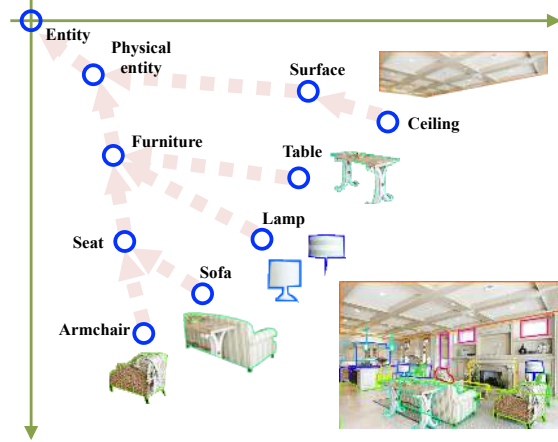 Entity
Physical
entity
Surface
Ceiling
Furniture
Table
Lamp
Seat
Sofa
Armchair